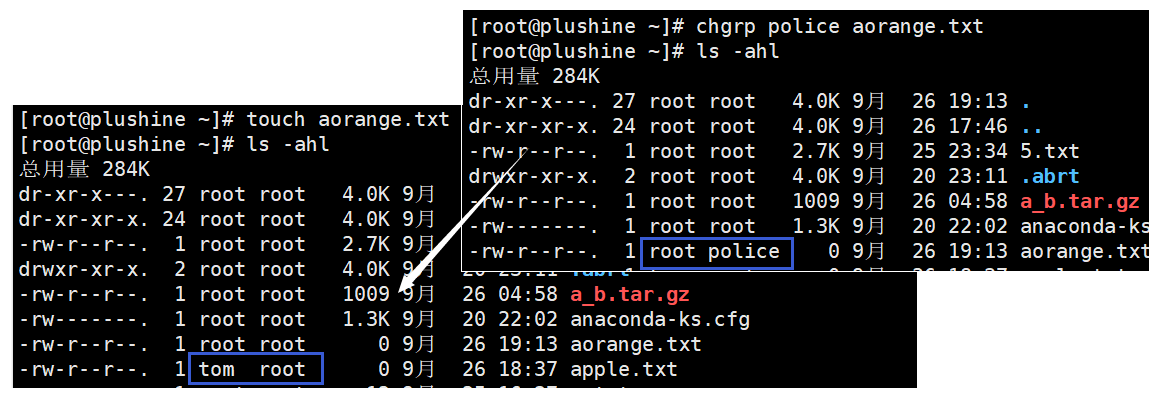 [root@plushine ~]# chgrp police aorange.txt
[root@plushine ~]# ls -ahl
总用量 284K
dr-xr-x---. 27 root root   4.0K 9月  26 19:13 .
dr-xr-xr-x. 24 root root   4.0K 9月  26 17:46 ..
-rw-r--r--.  1 root root   2.7K 9月  25 23:34 5.txt
drwxr-xr-x.  2 root root   4.0K 9月  20 23:11 .abrt
-rw-r--r--.  1 root root   1009 9月  26 04:58 a_b.tar.gz
-rw-------.  1 root root   1.3K 9月  20 22:02 anaconda-ks
-rw-r--r--.  1 root police    0 9月  26 19:13 aorange.txt
[root@plushine ~]# touch aorange.txt
[root@plushine ~]# ls -ahl
总用量 284K
dr-xr-x---. 27 root root   4.0K 9月
dr-xr-xr-x. 24 root root   4.0K 9月
-rw-r--r--.  1 root root   2.7K 9月
drwxr-xr-x.  2 root root   4.0K 9月
-rw-r--r--.  1 root root   1009 9月  26 04:58 a_b.tar.gz
-rw-------.  1 root root   1.3K 9月  20 22:02 anaconda-ks.cfg
-rw-r--r--.  1 root root      0 9月  26 19:13 aorange.txt
-rw-r--r--.  1 tom  root      0 9月  26 18:37 apple.txt